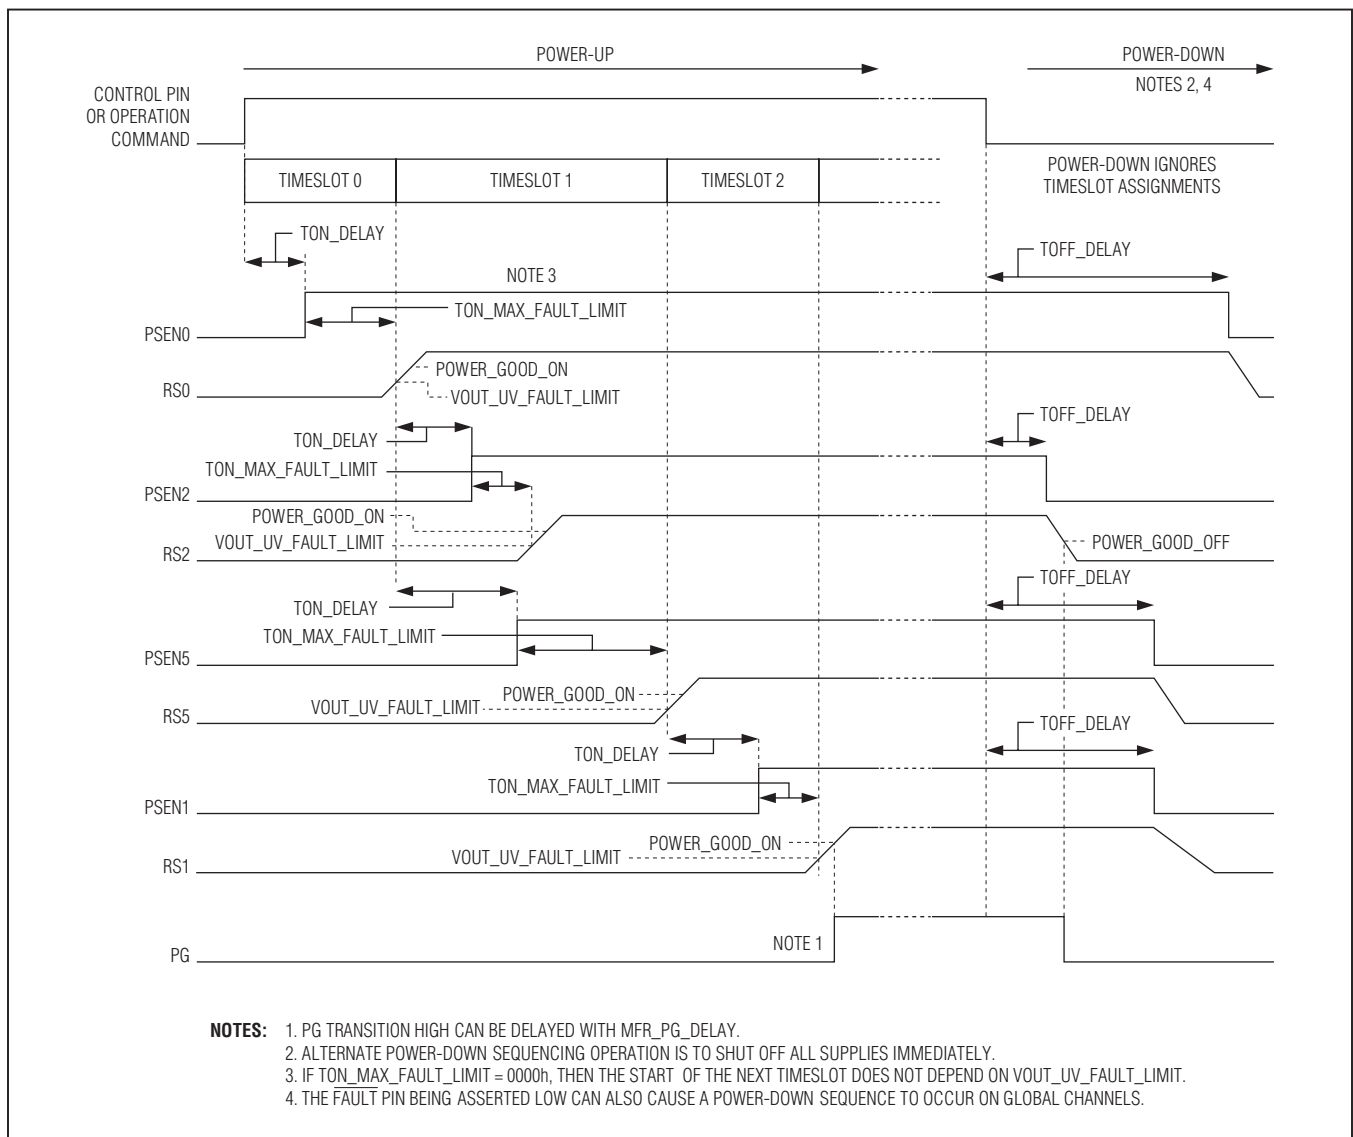 POWER-UP
POWER-DOWN
NOTES 2, 4
CONTROL PIN
OR OPERATION
COMMAND
TIMESLOT 0
TIMESLOT 1
TIMESLOT 2
POWER-DOWN IGNORES
TIMESLOT ASSIGNMENTS
TON_DELAY
TOFF_DELAY
NOTE 3
TON_MAX_FAULT_LIMIT
PSEN0
POWER_GOOD_ON
RS0
VOUT_UV_FAULT_LIMIT
TOFF_DELAY
TON_DELAY
TON_MAX_FAULT_LIMIT
PSEN2
POWER_GOOD_ON
VOUT_UV_FAULT_LIMIT
POWER_GOOD_OFF
RS2
TOFF_DELAY
TON_DELAY
TON_MAX_FAULT_LIMIT
PSEN5
POWER_GOOD_ON
VOUT_UV_FAULT_LIMIT
RS5
TOFF_DELAY
TON_DELAY
TON_MAX_FAULT_LIMIT
PSEN1
POWER_GOOD_ON
VOUT_UV_FAULT_LIMIT
RS1
NOTE 1
PG
NOTES: 1. PG TRANSITION HIGH CAN BE DELAYED WITH MFR_PG_DELAY.
2. ALTERNATE POWER-DOWN SEQUENCING OPERATION IS TO SHUT OFF ALL SUPPLIES IMMEDIATELY.
3. IF TON_MAX_FAULT_LIMIT = 0000h, THEN THE START OF THE NEXT TIMESLOT DOES NOT DEPEND ON VOUT_UV_FAULT_LIMIT.
4. THE FAULT PIN BEING ASSERTED LOW CAN ALSO CAUSE A POWER-DOWN SEQUENCE TO OCCUR ON GLOBAL CHANNELS.